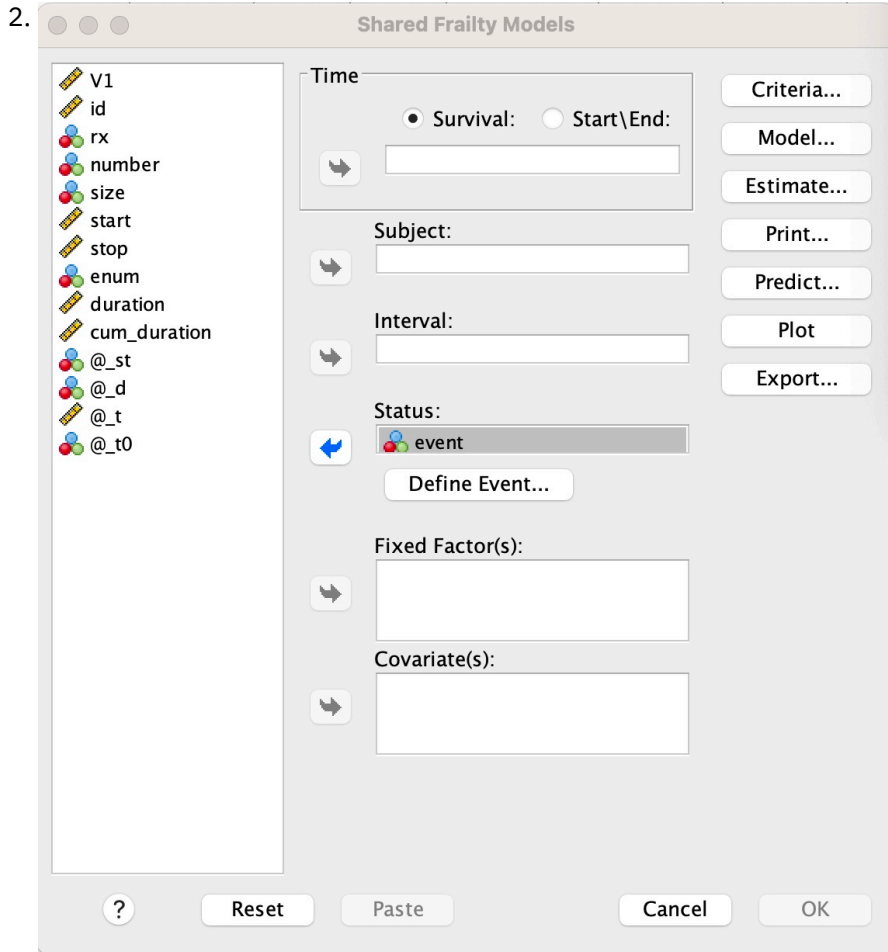 2.
Shared Frailty Models
V1
id
rx
number
size
start
stop
enum
duration
cum_duration
@_st
@_d
@_t
@_t0
Time
Survival:
Start\End:
Subject:
Interval:
Status:
event
Define Event...
Fixed Factor(s):
Covariate(s):
Criteria...
Model...
Estimate...
Print...
Predict...
Plot
Export...
?
Reset
Paste
Cancel
OK